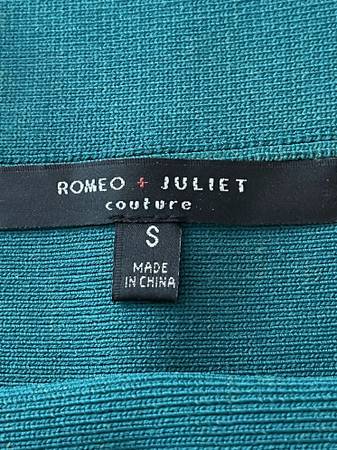 ROMEO + JULIET
couture
S
MADE
IN CHINA